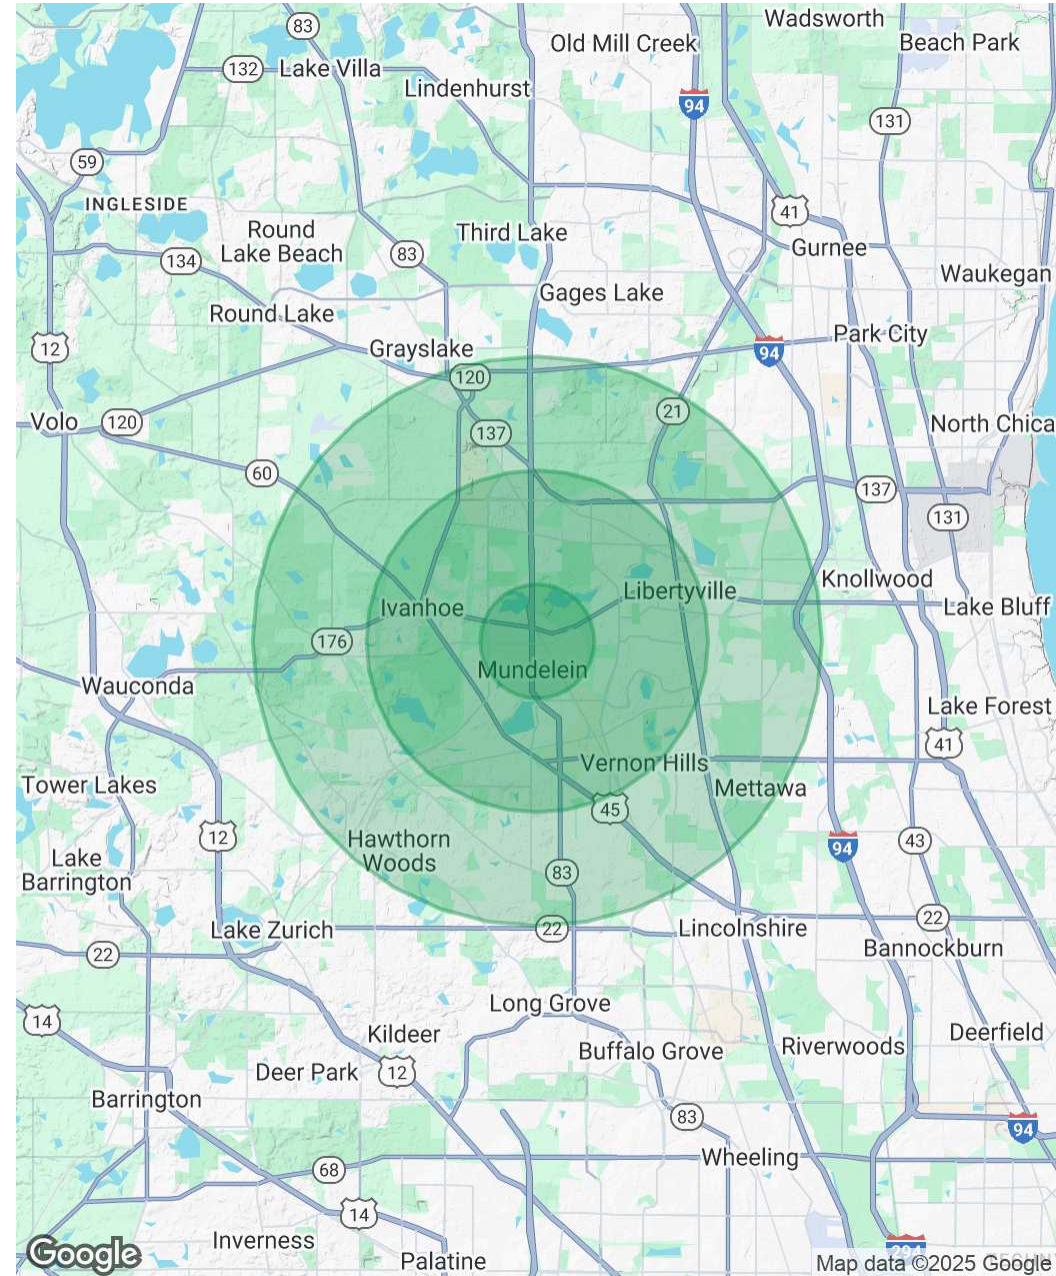 Wadsworth
83
Old Mill Creek
Beach Park
132
Lake Villa
Lindenhurst
94
131
59
INGLESIDE
41
Round
Lake Beach
Third Lake
Gurnee
134
83
Waukegan
Gages Lake
Round Lake
Park City
12
Grayslake
94
120
21
Volo
120
North Chica
137
60
137
131
Knollwood
Libertyville
Ivanhoe
Lake Bluff
176
Mundelein
Wauconda
Lake Forest
41
Vernon Hills
Tower Lakes
Mettawa
45
12
Hawthorn
Woods
43
94
Lake
Barrington
83
22
Lake Zurich
22
Lincolnshire
Bannockburn
22
Long Grove
14
Kildeer
Deerfield
Riverwoods
Buffalo Grove
Deer Park
12
Barrington
83
94
Wheeling
68
14
Inverness
294
Google
Palatine
Map data ©2025 Google